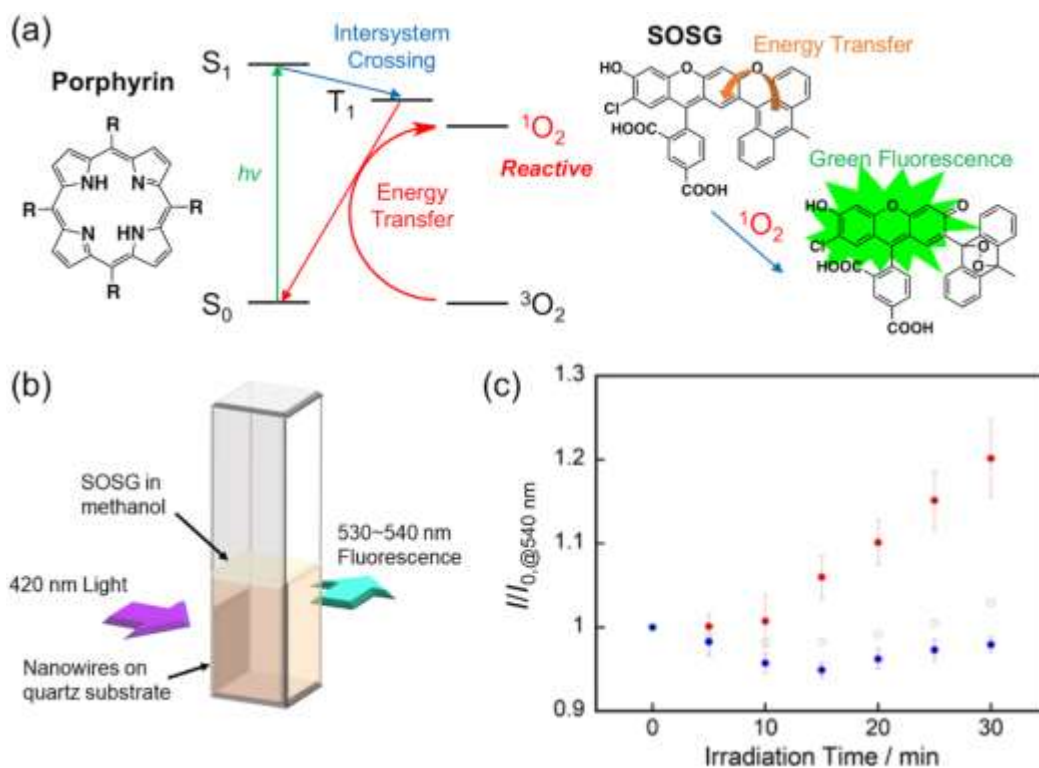 (a)
Porphyrin
R
R
R
R
NH
N
N
HN
S1
T1
S0
hv
Intersystem
Crossing
Energy
Transfer
1O2
Reactive
3O2
SOSG
Energy Transfer
HO
O
O
Cl
HOOC
COOH
1O2
Green Fluorescence
HO
O
O
Cl
O
O
HOOC
COOH
(b)
SOSG in
methanol
420 nm Light
530~540 nm
Fluorescence
Nanowires on
quartz substrate
(c)
I/I0,@540 nm
1.3
1.2
1.1
1
0.9
0
10
20
30
Irradiation Time / min